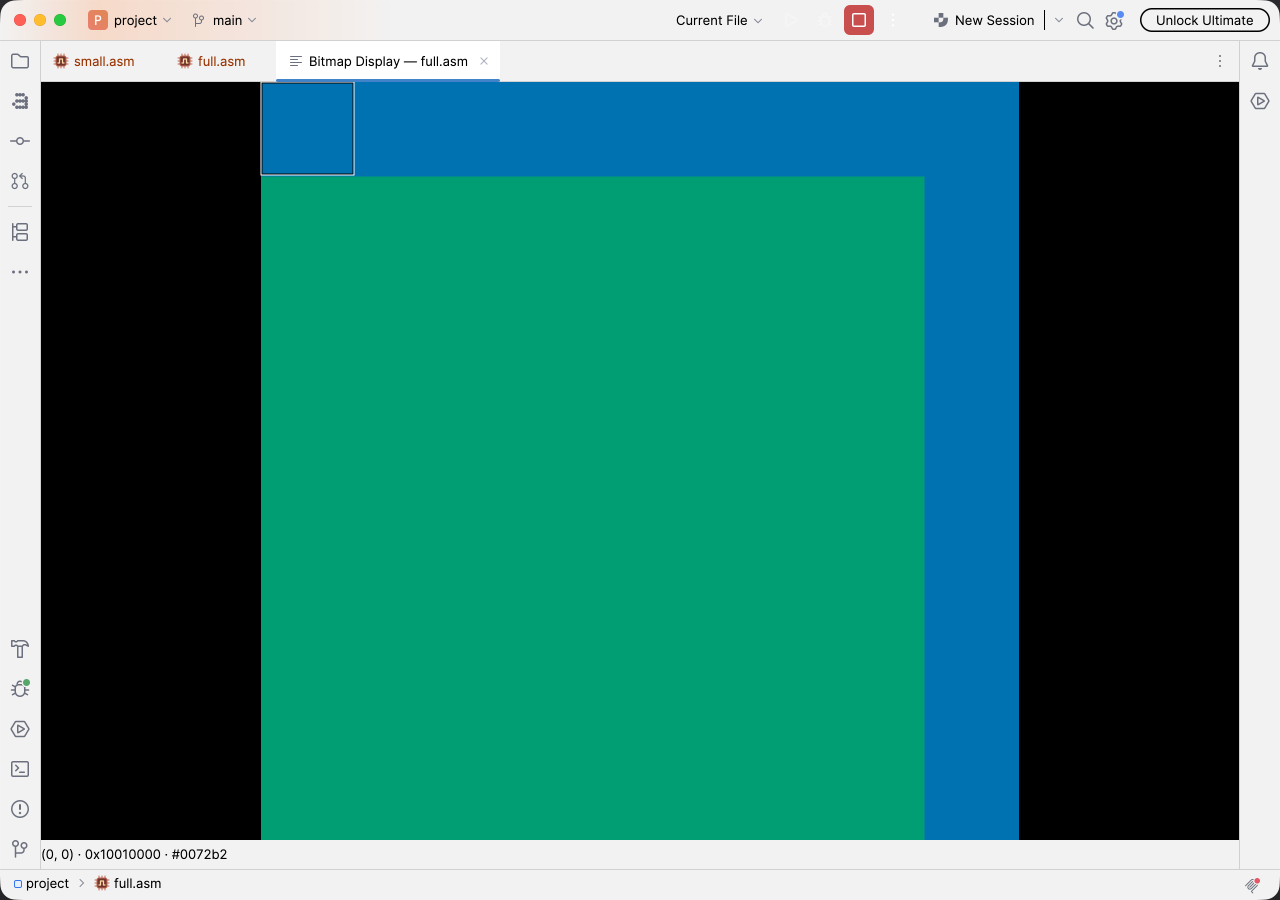 P project main Current File New Session Unlock Ultimate
small.asm full.asm Bitmap Display — full.asm
(0, 0) · 0x10010000 · #0072b2
project full.asm